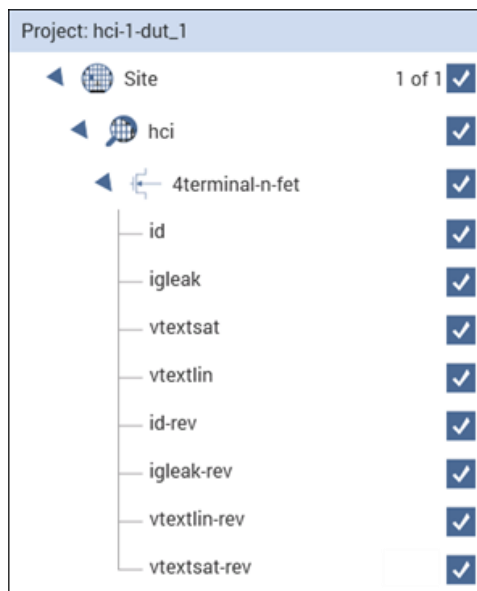 Project: hci-1-dut_1
Site 1 of 1
hci
4terminal-n-fet
id
igleak
vtextsat
vtextlin
id-rev
igleak-rev
vtextlin-rev
vtextsat-rev